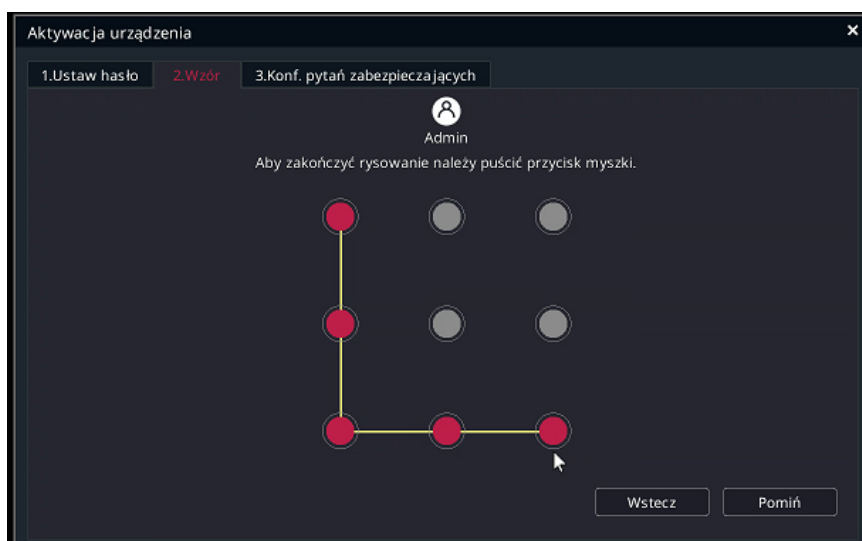 Aktywacja urządzenia
1.Ustaw hasło 2.Wzór 3.Konf. pytań zabezpieczających
Admin
Aby zakończyć rysowanie należy puścić przycisk myszki.
Wstecz Pomiń